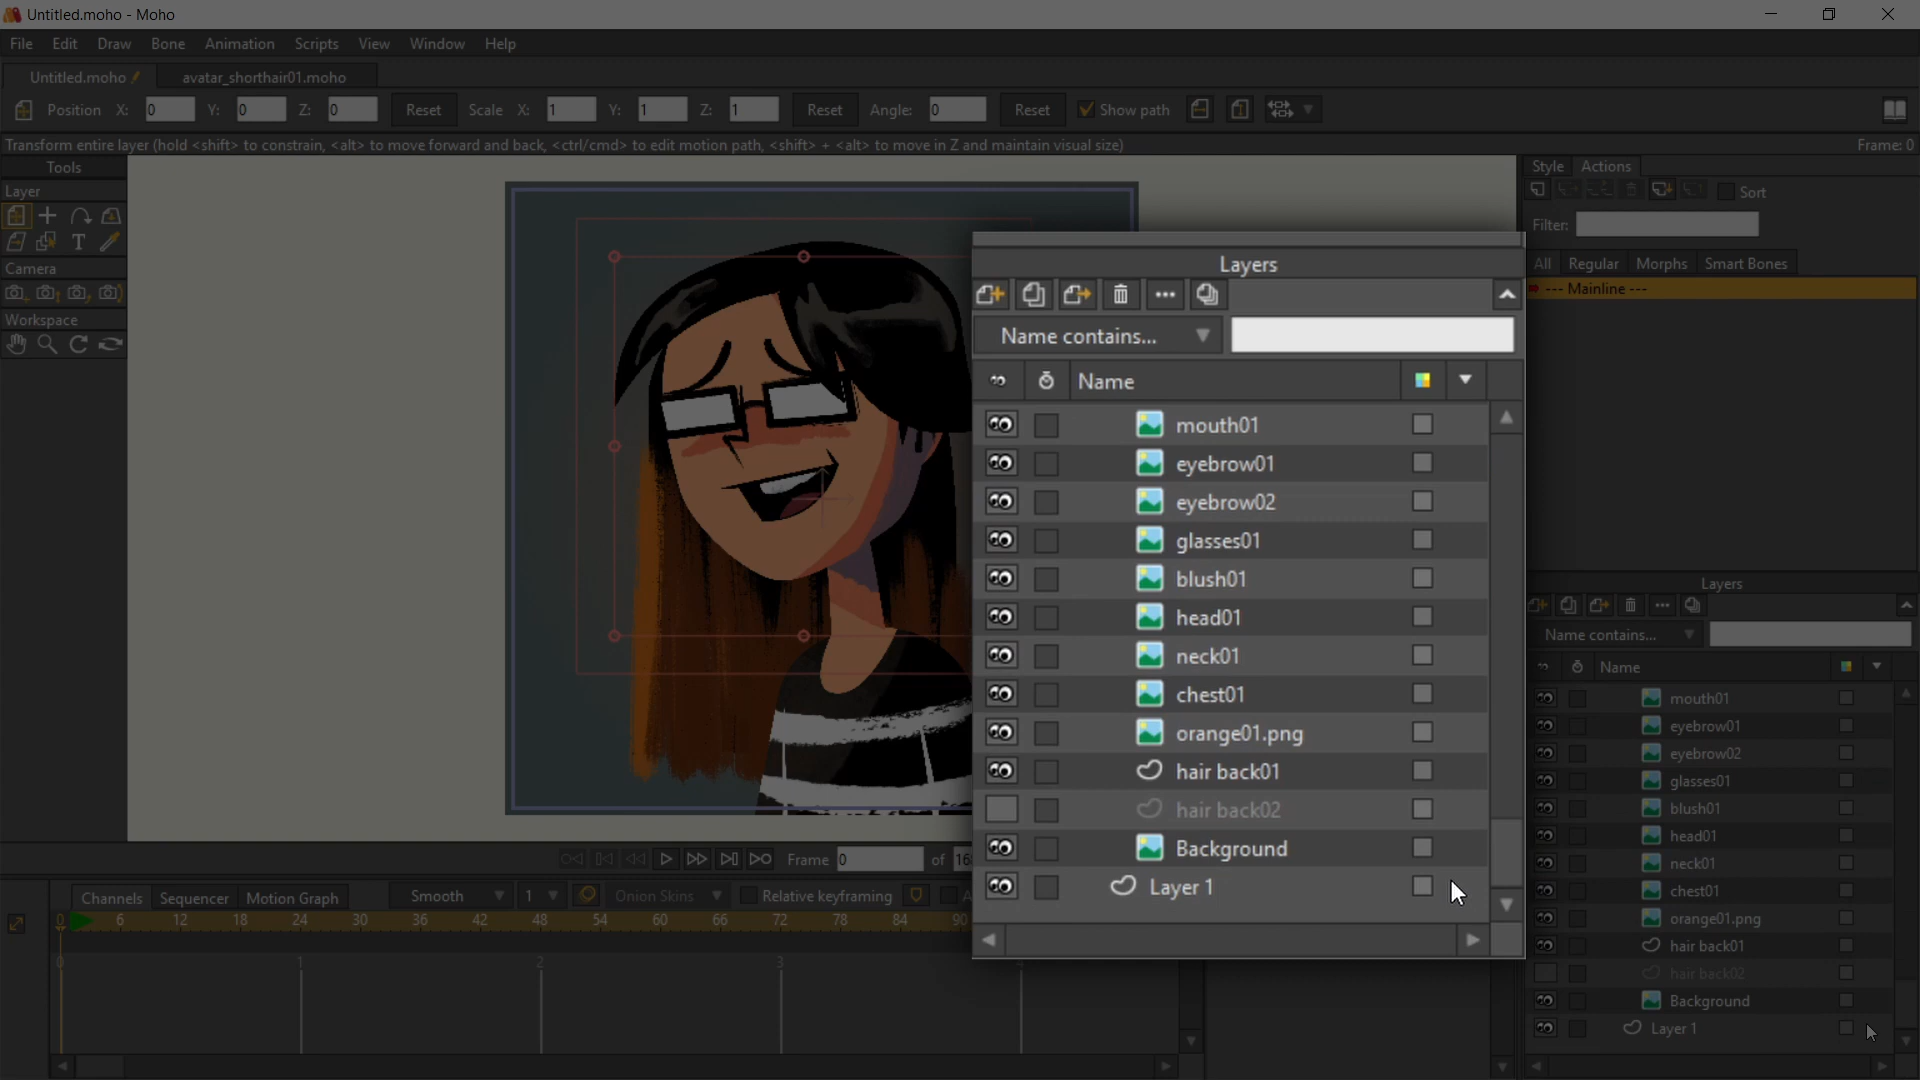 Untitled.moho - Moho
File Edit Draw Bone Animation Scripts View Window Help
Untitled.moho avatar_shorthair01.moho
Position X: 0 Y: 0 Z: 0 Reset Scale X: 1 Y: 1 Z: 1 Reset Angle: 0 Reset Show path
Transform entire layer (hold <shift> to constrain, <alt> to move forward and back, <ctrl/cmd> to edit motion path, <shift> + <alt> to move in Z and maintain visual size) Frame: 0
Tools
Layer
T
Camera
Workspace
Style Actions
Sort
Filter:
All Regular Morphs Smart Bones
--- Mainline ---
Layers
Name contains...
Name
mouth01
eyebrow01
eyebrow02
glasses01
blush01
head01
neck01
chest01
orange01.png
hair back01
hair back02
Background
Layer 1
Layers
Name contains...
Name
mouth01
eyebrow01
eyebrow02
glasses01
blush01
head01
neck01
chest01
orange01.png
hair back01
hair back02
Background
Layer 1
Frame 0 of
Channels Sequencer Motion Graph Smooth 1 Onion Skins Relative keyframing
0 6 12 18 24 30 36 42 48 54 60 66 72 78 84 90
0 1 2 3